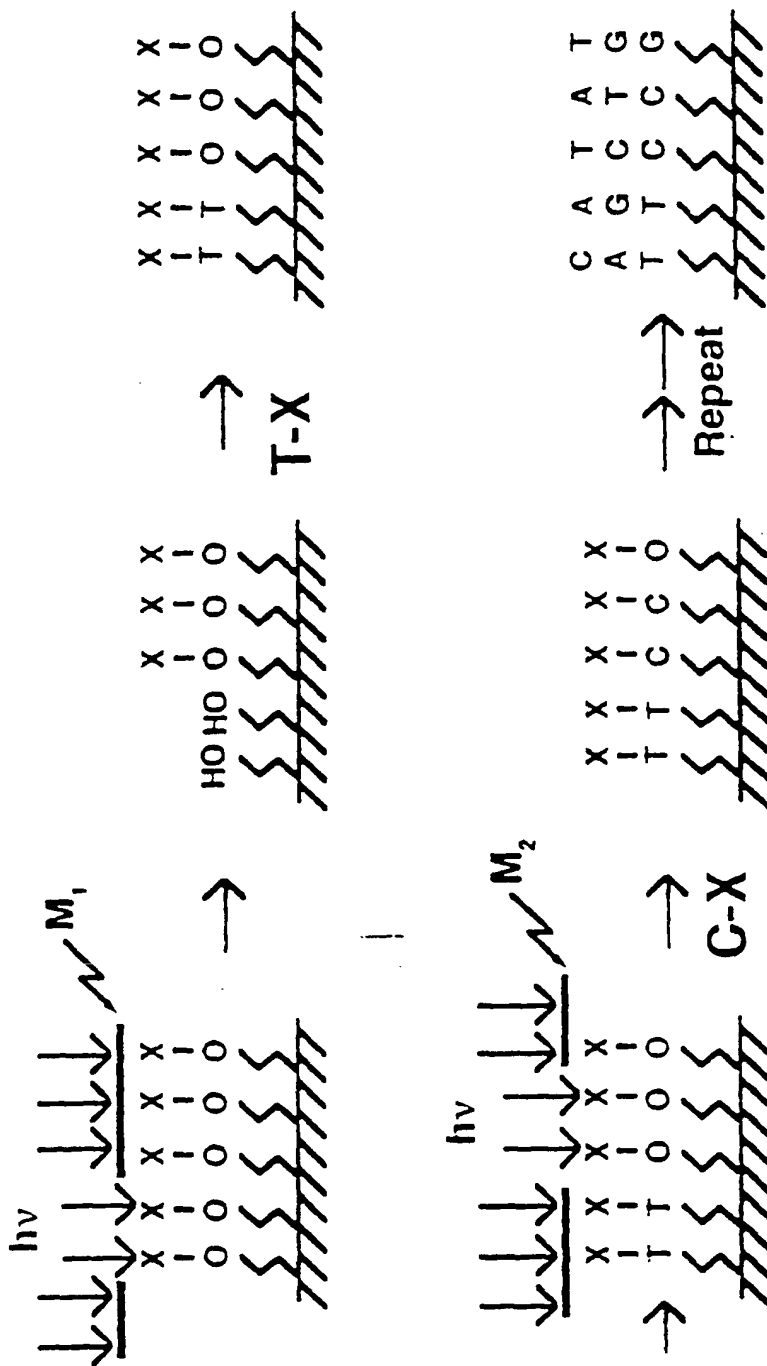 hν M₁
X X X X X X X X X X X X X
O O O O O HO HO O O O T T O O O
T-X
hν M₂
X X X X X X X X X X C A T A T
A G C T G
T T O O O T T C C O T T C C G
C-X Repeat